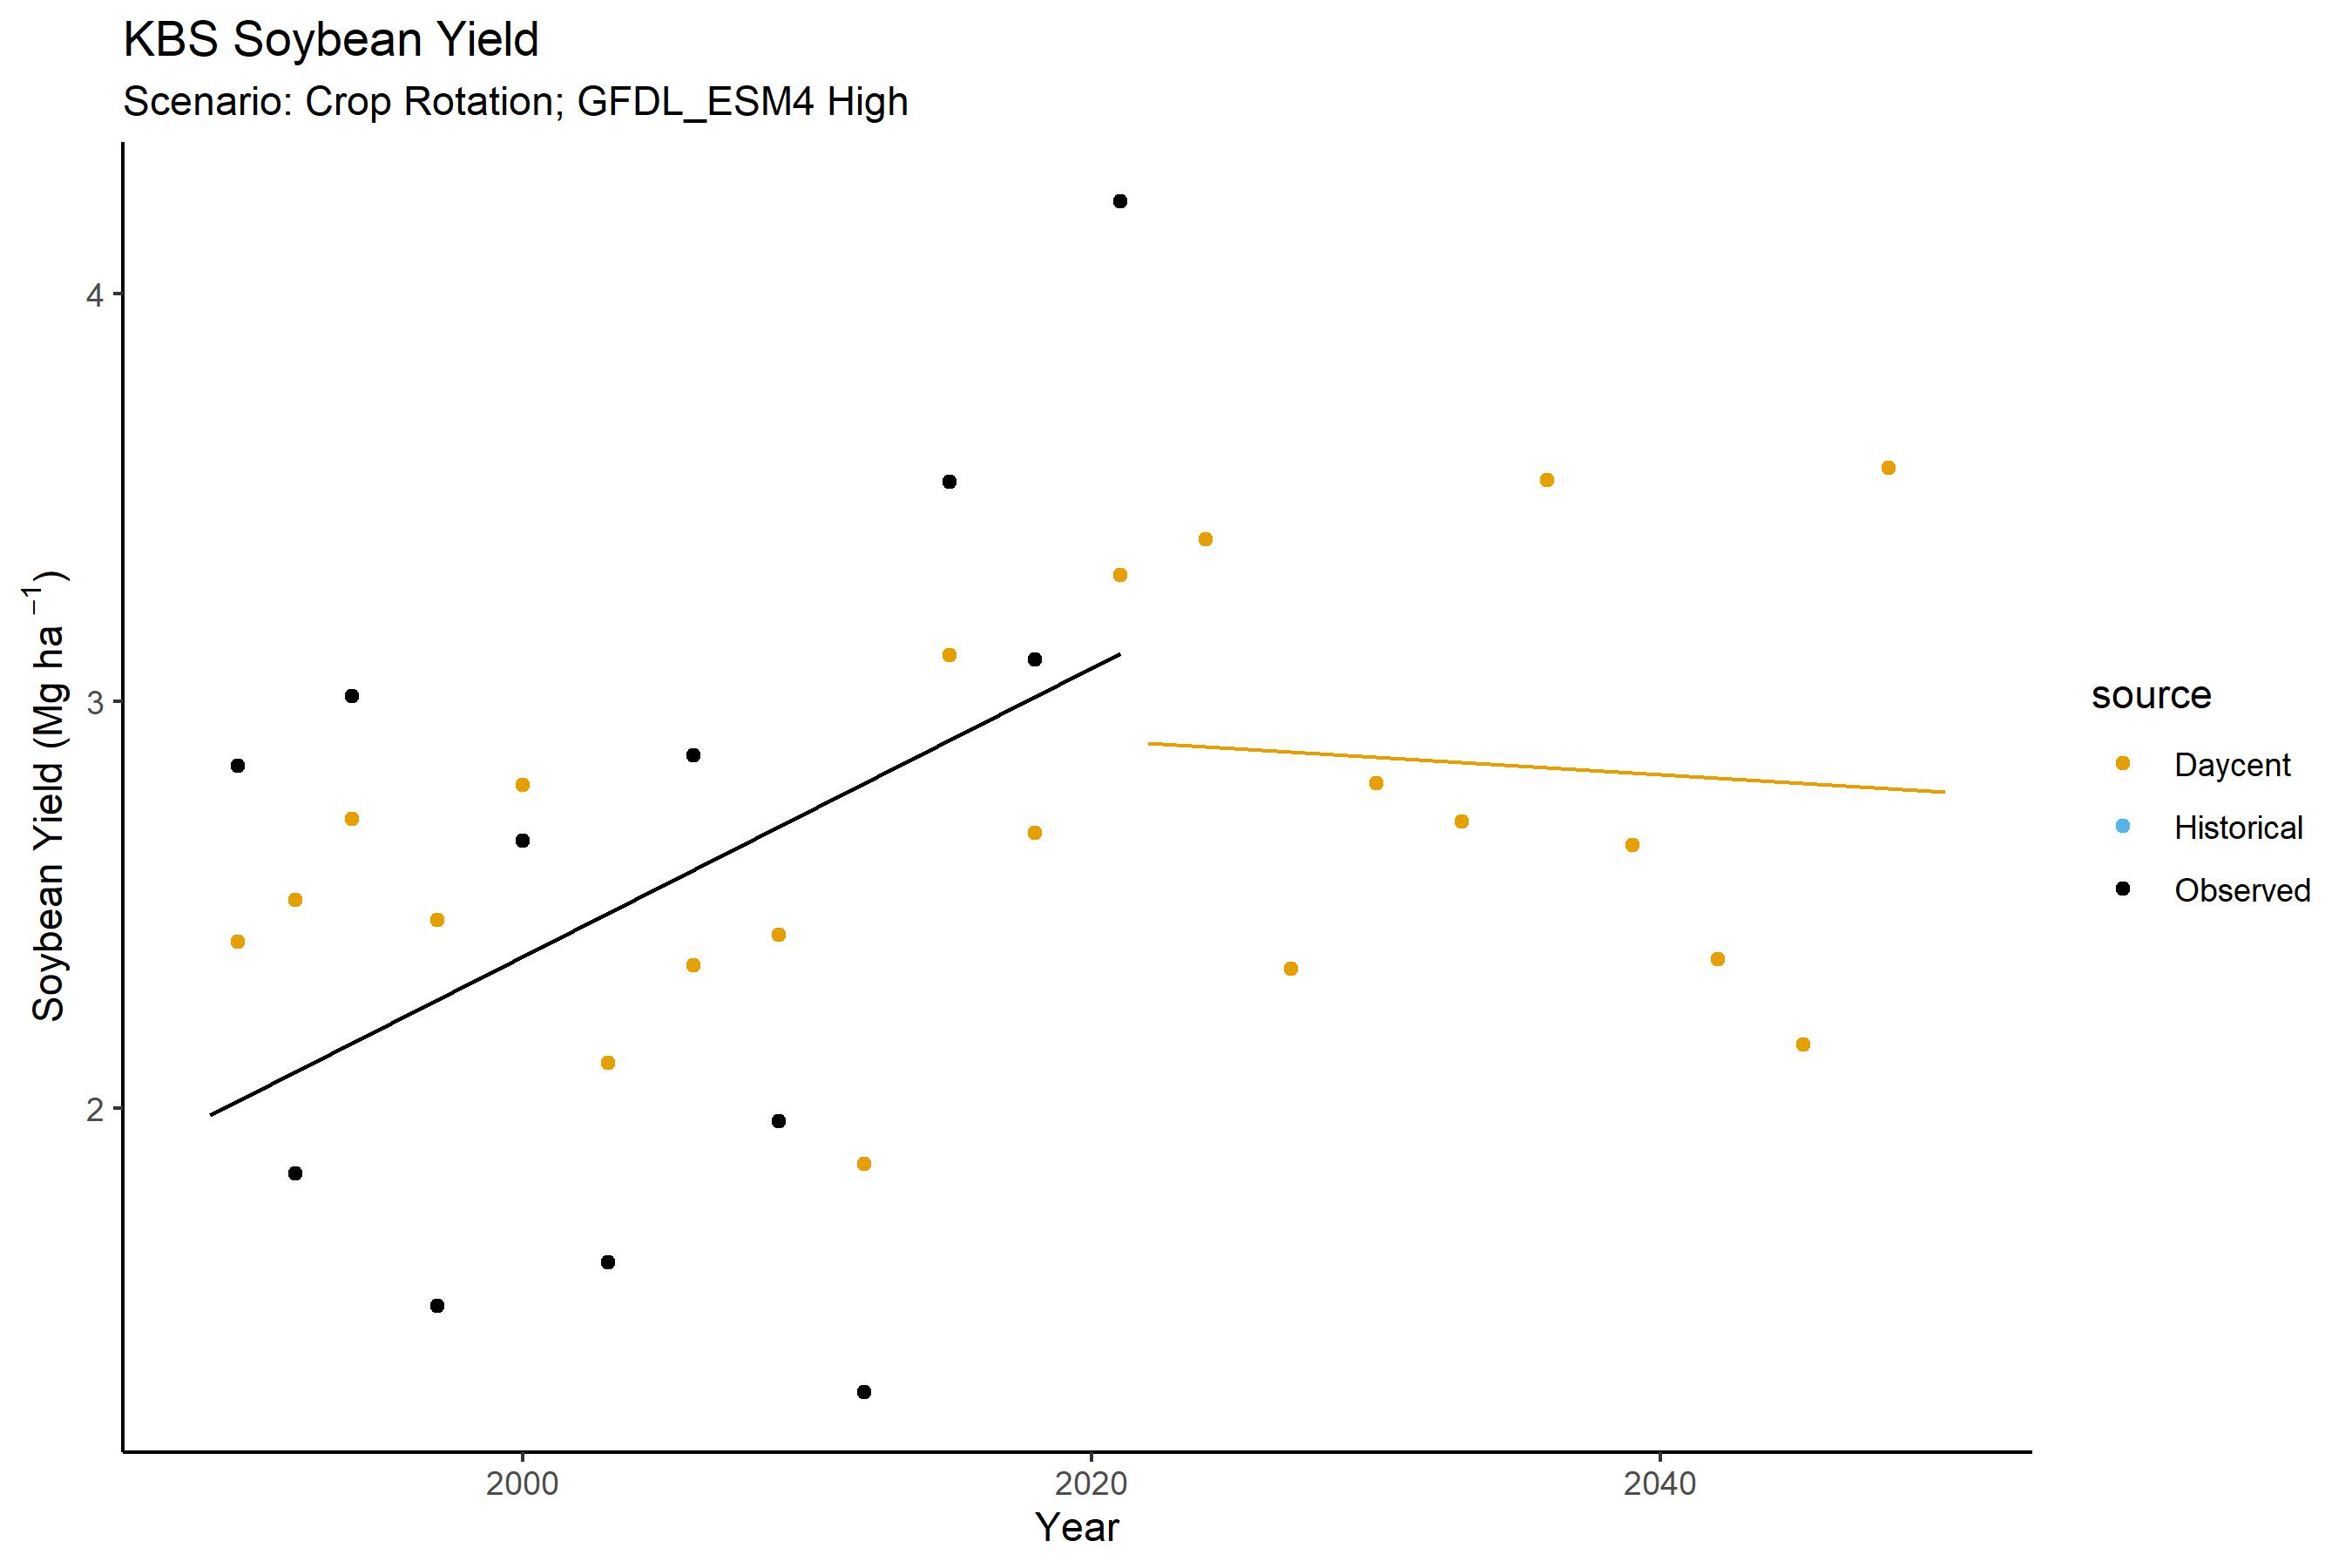 KBS Soybean Yield
Scenario: Crop Rotation; GFDL_ESM4 High
Soybean Yield (Mg ha −1)
4
3
2
2000
2020
2040
Year
source
Daycent
Historical
Observed